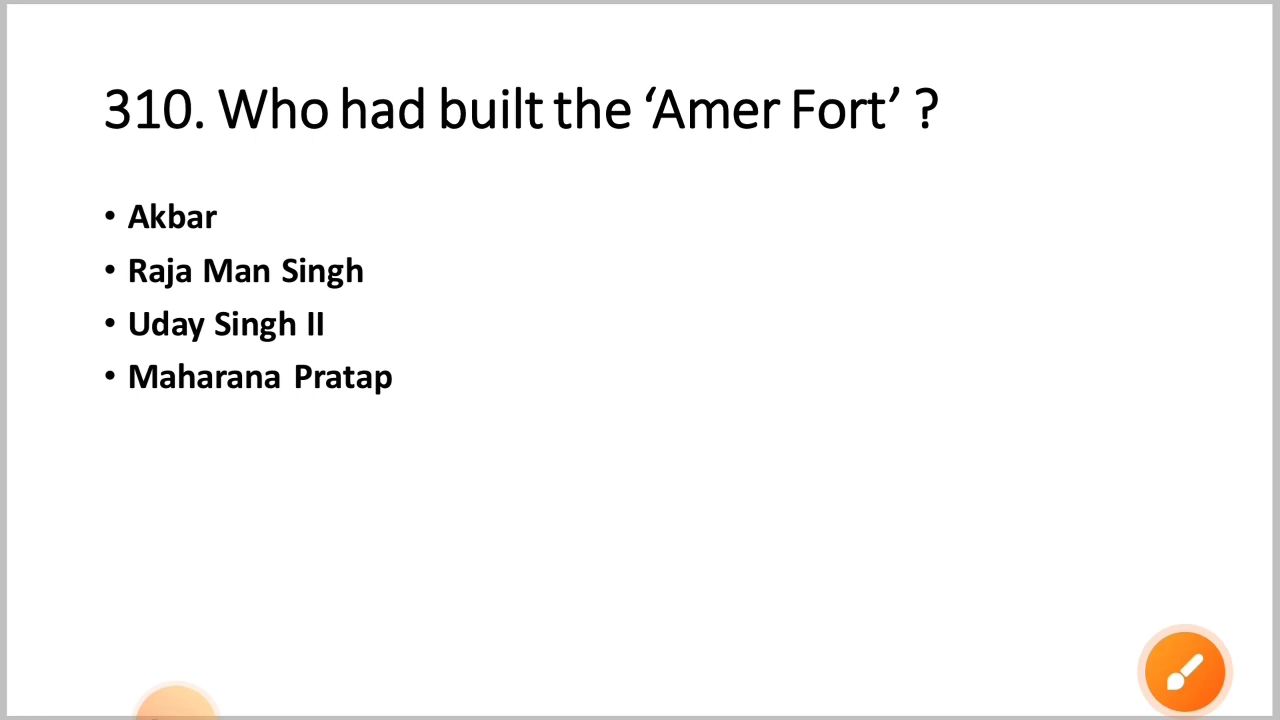 310. Who had built the ‘Amer Fort’ ?
• Akbar
• Raja Man Singh
• Uday Singh II
• Maharana Pratap